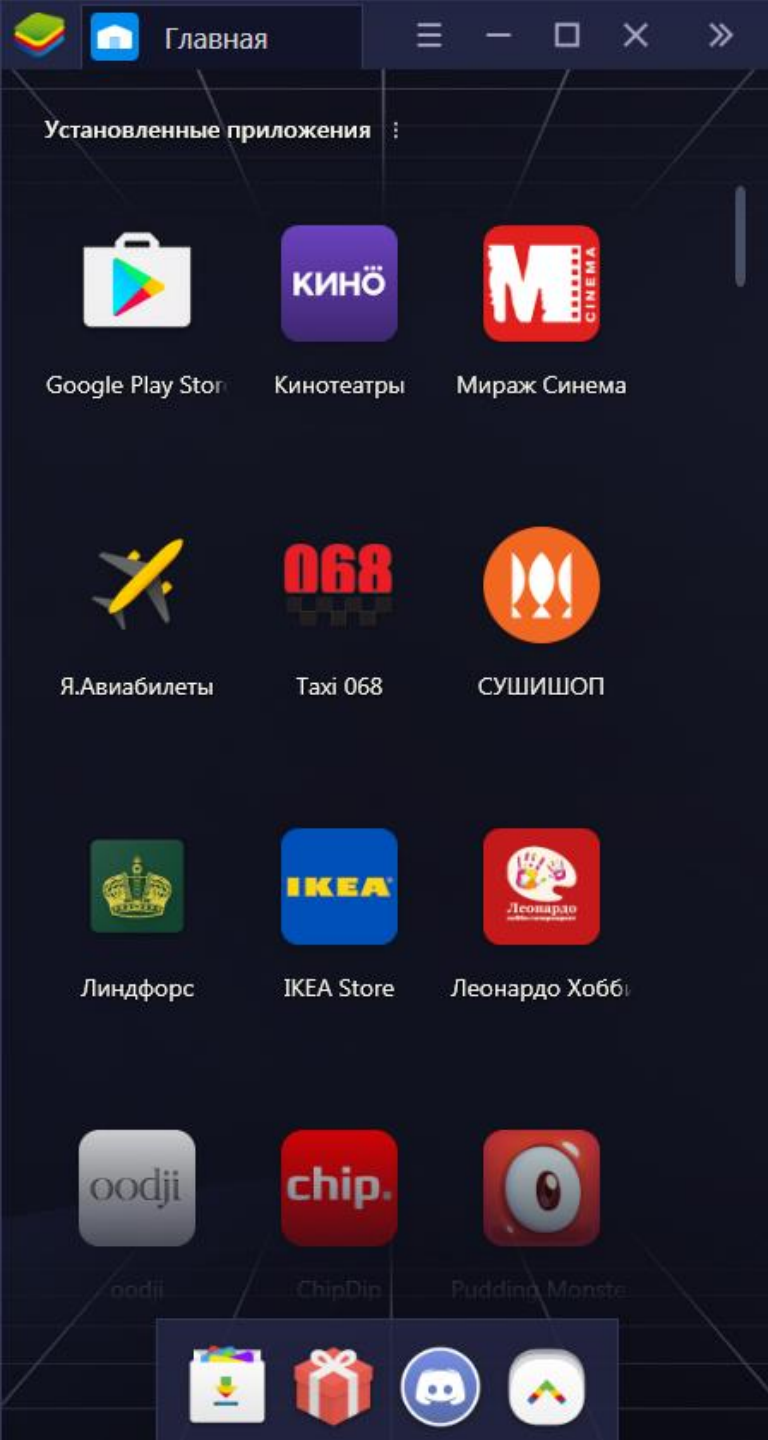 Главная
Установленные приложения
КИНО
CINEMA
Google Play Stor
Кинотеатры
Мираж Синема
068
Я.Авиабилеты
Taxi 068
СУШИШОП
IKEA
Леонардо
Линдфорс
IKEA Store
Леонардо Хобби
oodji
chip.
oodji
ChipDip
Pudding Monste